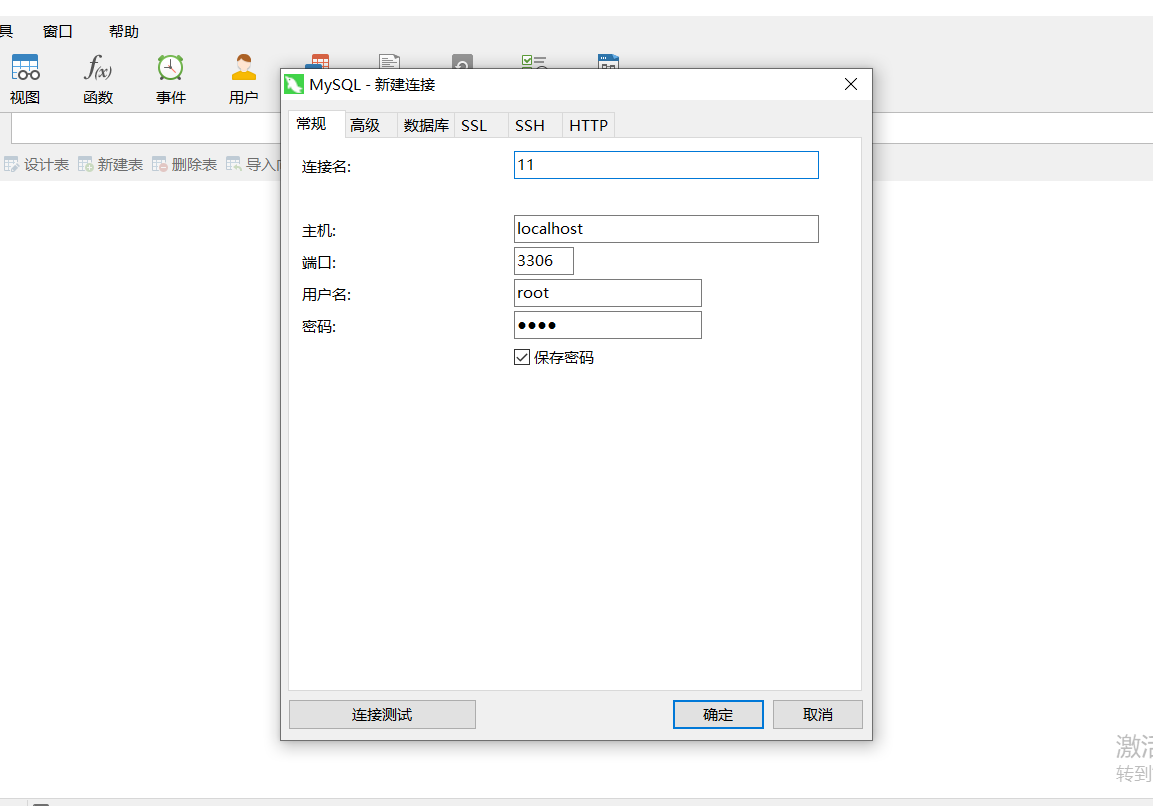 具 窗口 帮助
视图 函数 事件 用户
MySQL - 新建连接
常规 高级 数据库 SSL SSH HTTP
设计表 新建表 删除表 导入
连接名: 11
主机: localhost
端口: 3306
用户名: root
密码: ●●●●
保存密码
连接测试 确定 取消
激活
转到